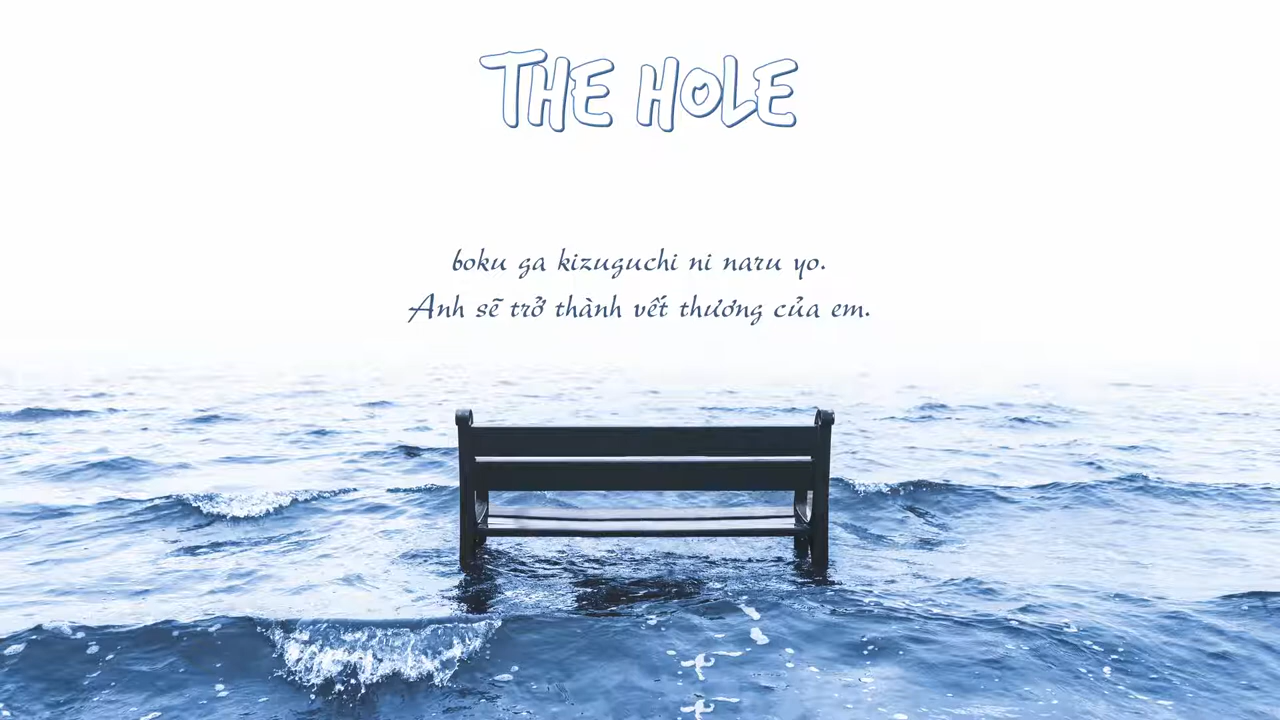 THE HOLE
boku ga kizuguchi ni naru yo.
Anh sẽ trở thành vết thương của em.